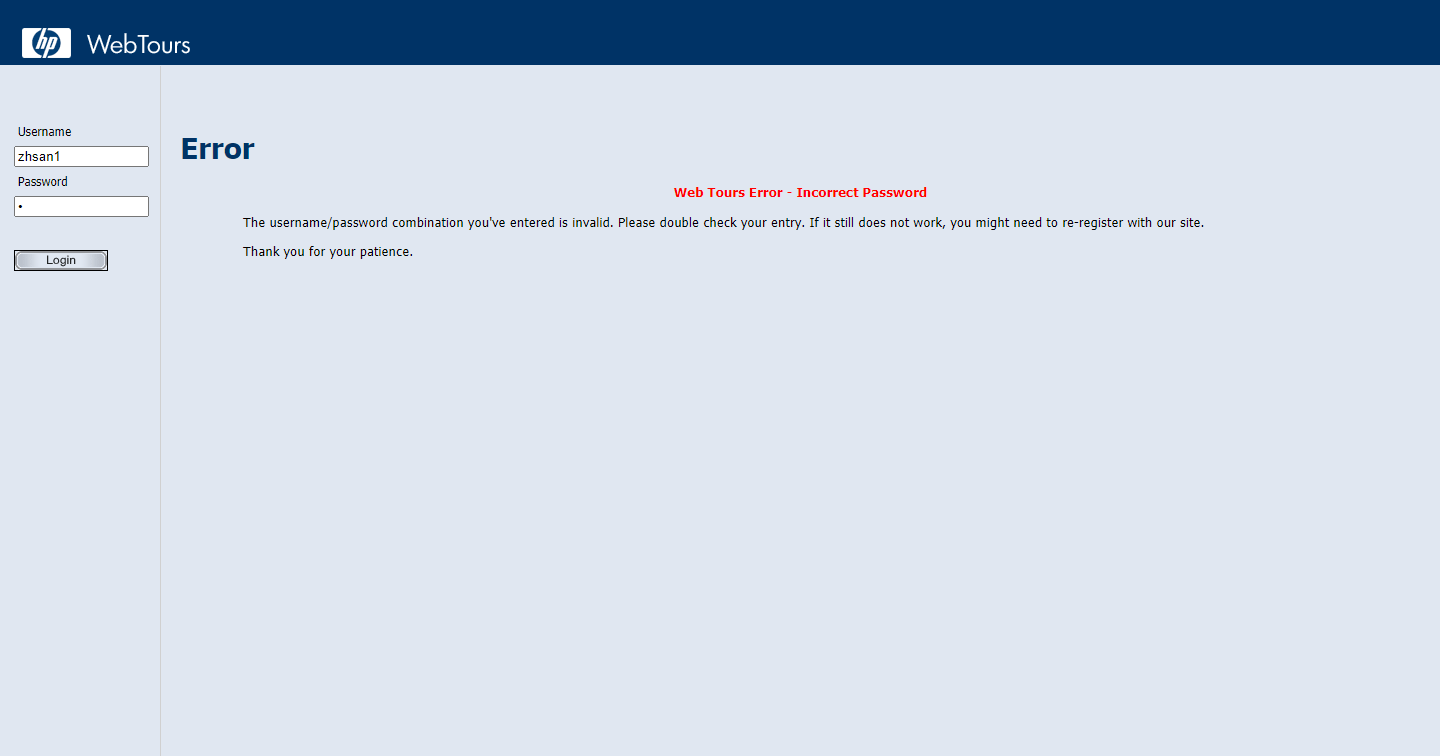 hp WebTours
Username
zhsan1
Password
•
Login
Error
Web Tours Error - Incorrect Password
The username/password combination you've entered is invalid. Please double check your entry. If it still does not work, you might need to re-register with our site.
Thank you for your patience.